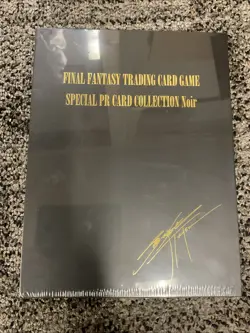 FINAL FANTASY TRADING CARD GAME
SPECIAL PR CARD COLLECTION Noir